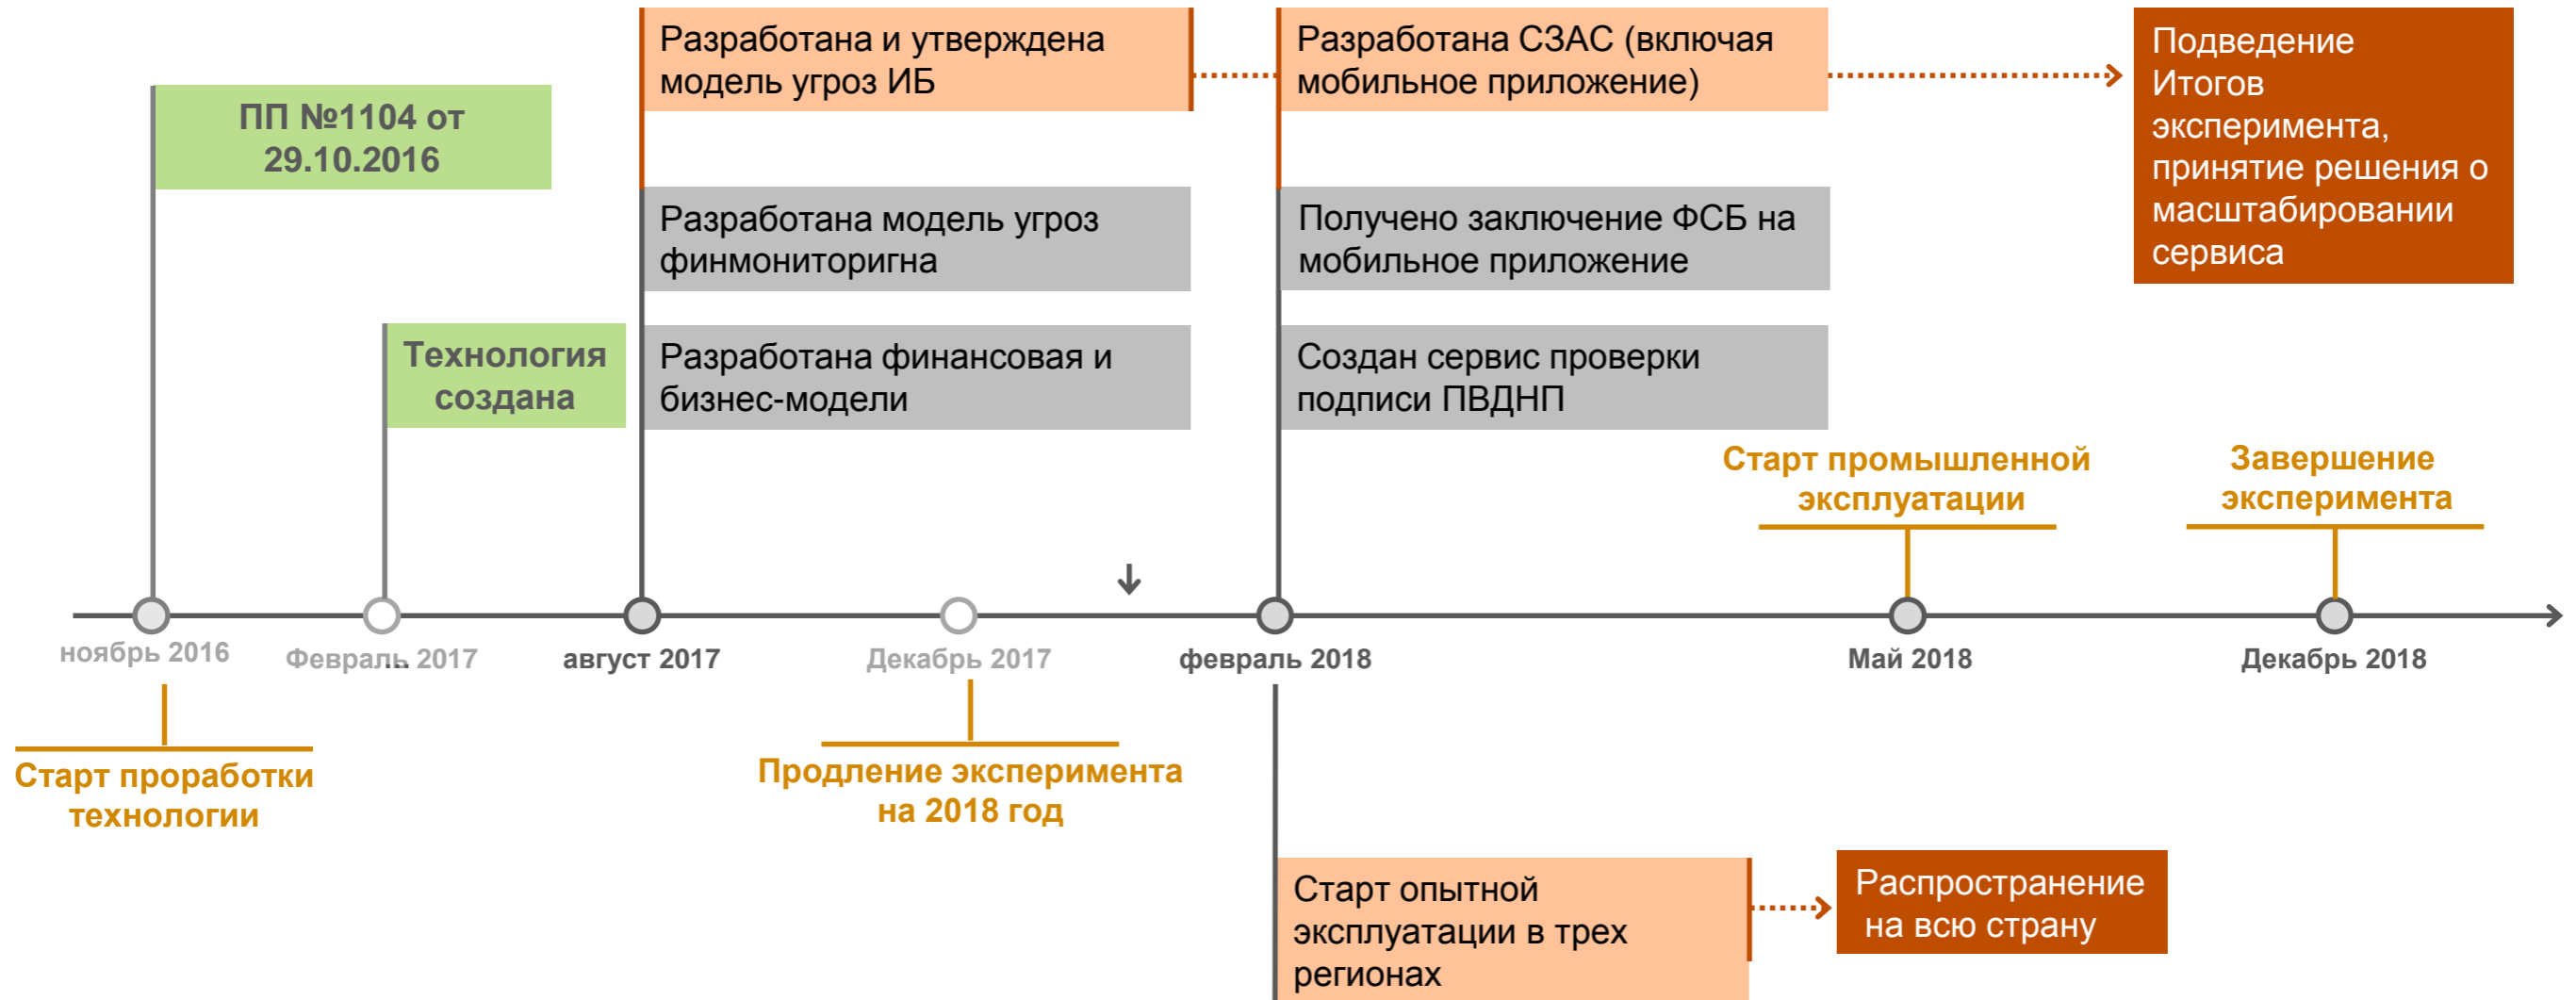 Разработана и утверждена
модель угроз ИБ
Разработана СЗАС (включая
мобильное приложение)
Подведение
Итогов
эксперимента,
принятие решения о
масштабировании
сервиса
ПП №1104 от
29.10.2016
Разработана модель угроз
финмониторигна
Получено заключение ФСБ на
мобильное приложение
Технология
создана
Разработана финансовая и
бизнес-модели
Создан сервис проверки
подписи ПВДНП
Старт промышленной
эксплуатации
Завершение
эксперимента
ноябрь 2016
Февраль 2017
...
август 2017
Декабрь 2017
февраль 2018
Май 2018
Декабрь 2018
Старт проработки
технологии
Продление эксперимента
на 2018 год
Старт опытной
эксплуатации в трех
регионах
Распространение
на всю страну